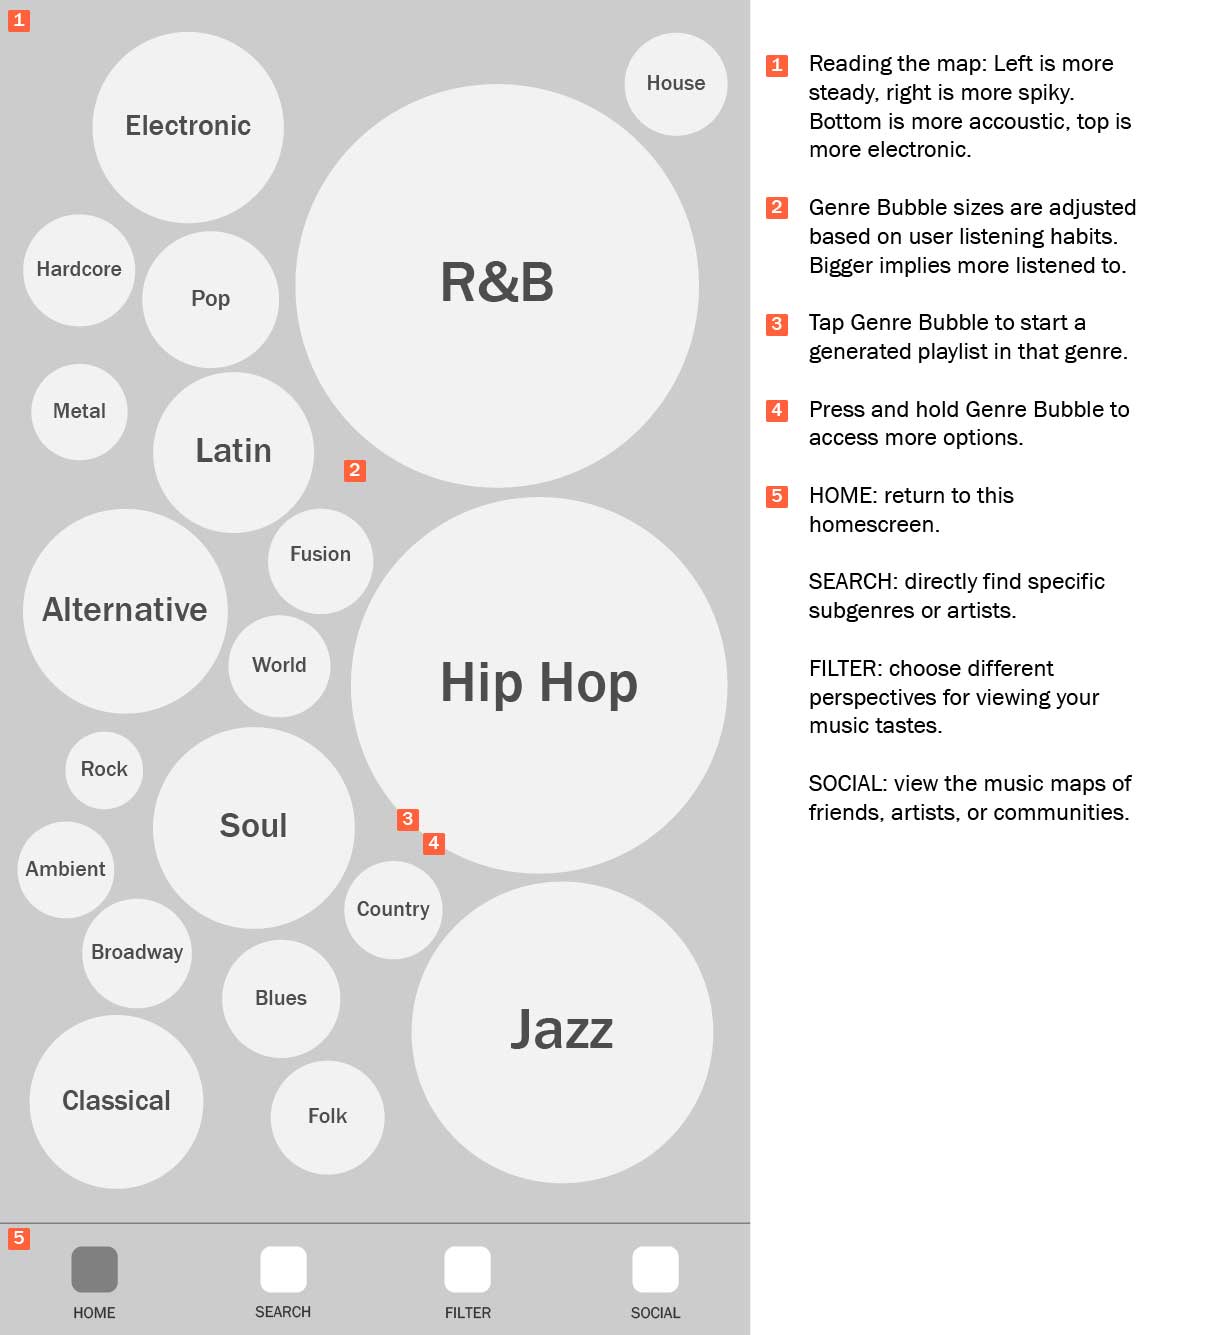 1
House
Electronic
Hardcore
Pop
R&B
Metal
Latin
2
Fusion
Alternative
World
Hip Hop
Rock
Soul
3
4
Ambient
Country
Broadway
Blues
Jazz
Classical
Folk
5
HOME
SEARCH
FILTER
SOCIAL
1
Reading the map: Left is more
steady, right is more spiky.
Bottom is more accoustic, top is
more electronic.
2
Genre Bubble sizes are adjusted
based on user listening habits.
Bigger implies more listened to.
3
Tap Genre Bubble to start a
generated playlist in that genre.
4
Press and hold Genre Bubble to
access more options.
5
HOME: return to this
homescreen.
SEARCH: directly find specific
subgenres or artists.
FILTER: choose different
perspectives for viewing your
music tastes.
SOCIAL: view the music maps of
friends, artists, or communities.